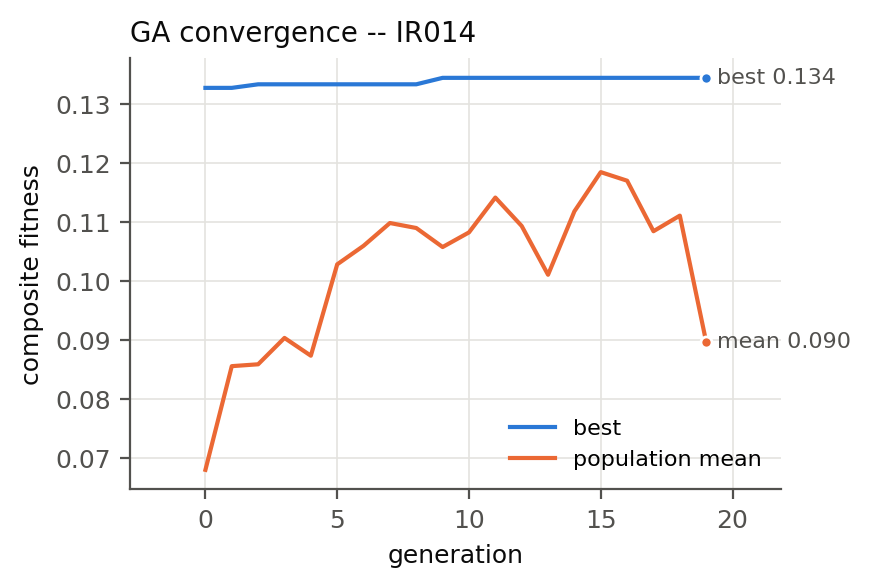 GA convergence -- IR014
composite fitness
0.13
0.12
0.11
0.10
0.09
0.08
0.07
best 0.134
mean 0.090
best
population mean
0 5 10 15 20
generation